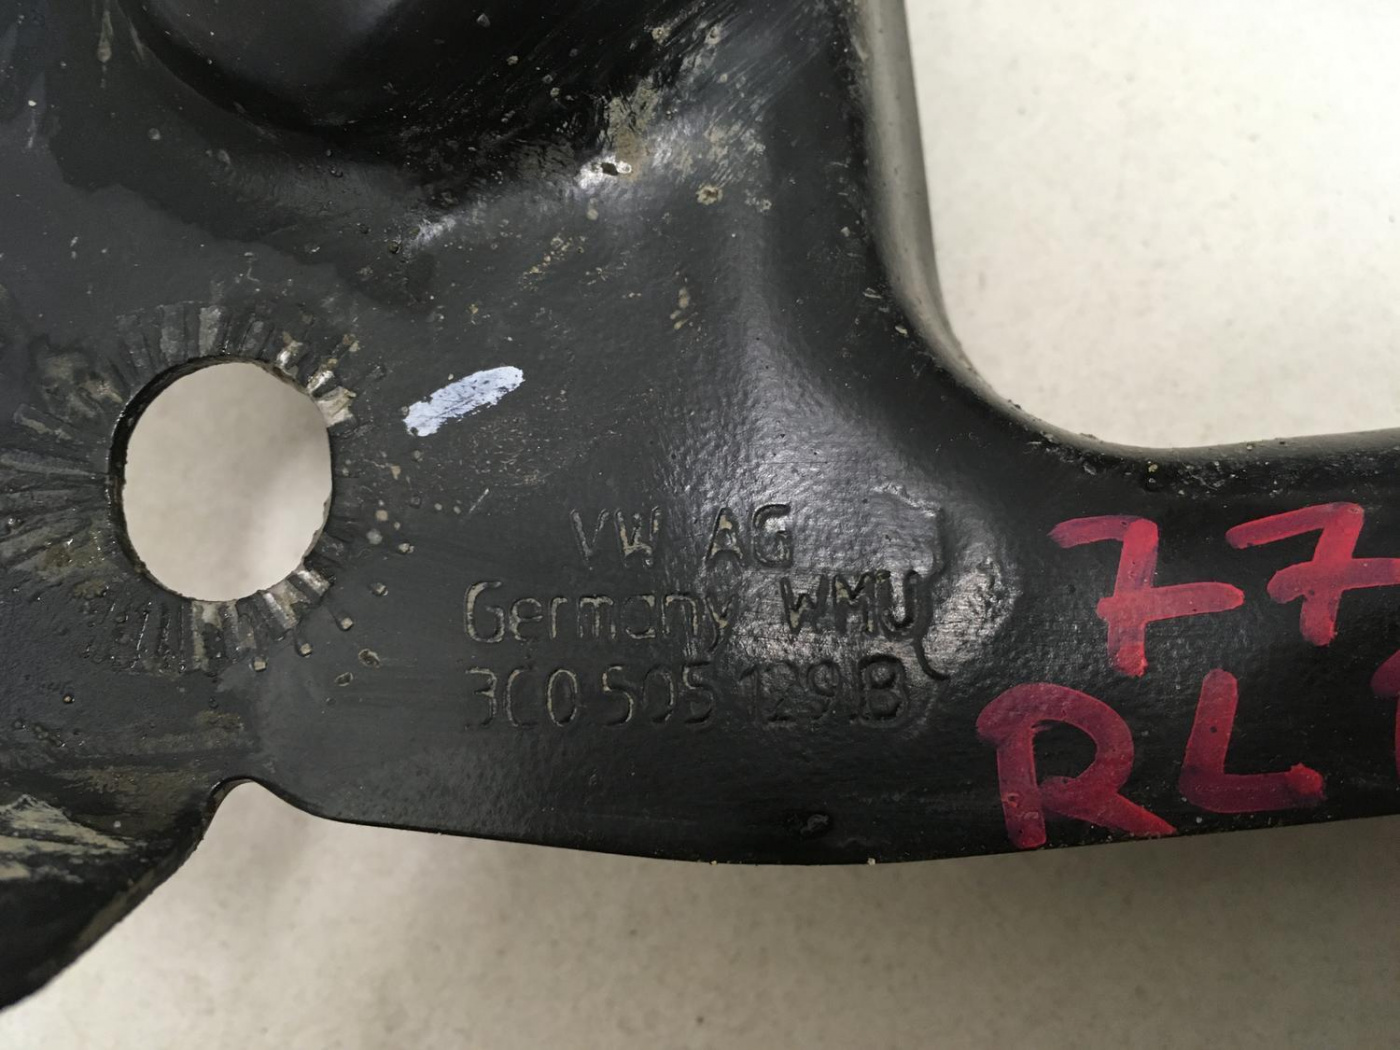 VW AG
Germany WMU
3C0 505 129 B
77
RL